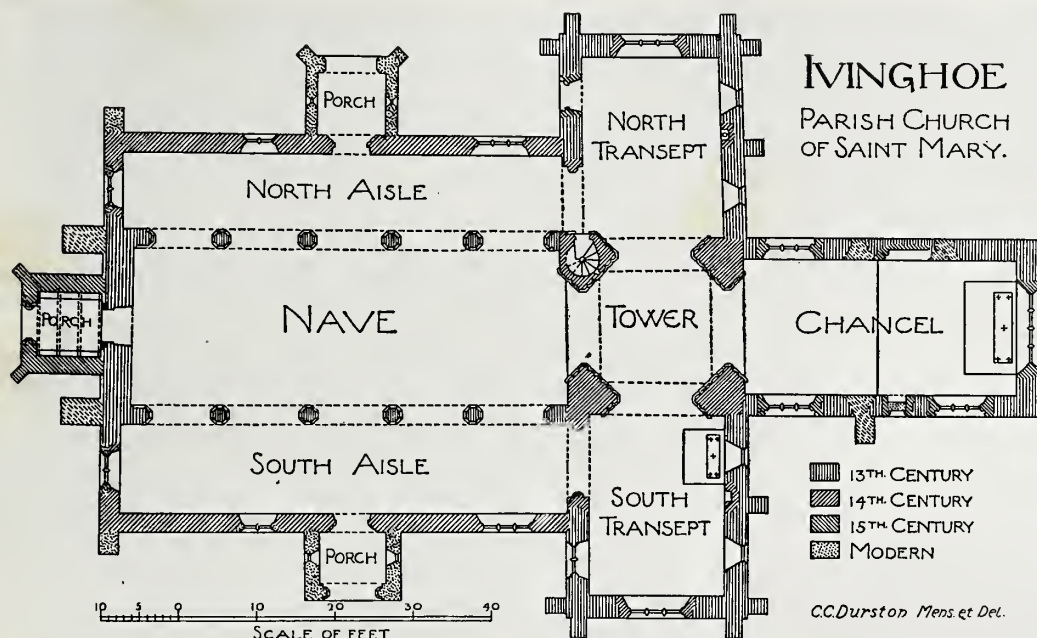 IVINGHOE
PARISH CHURCH
OF SAINT MARY.
PORCH
NORTH
TRANSEPT
NORTH AISLE
PORCH
NAVE
TOWER
CHANCEL
SOUTH AISLE
SOUTH
TRANSEPT
PORCH
13TH. CENTURY
14TH. CENTURY
15TH. CENTURY
MODERN
10 5 0 10 20 30 40
SCALE OF FEET
C.C. Durston Mens. et Del.